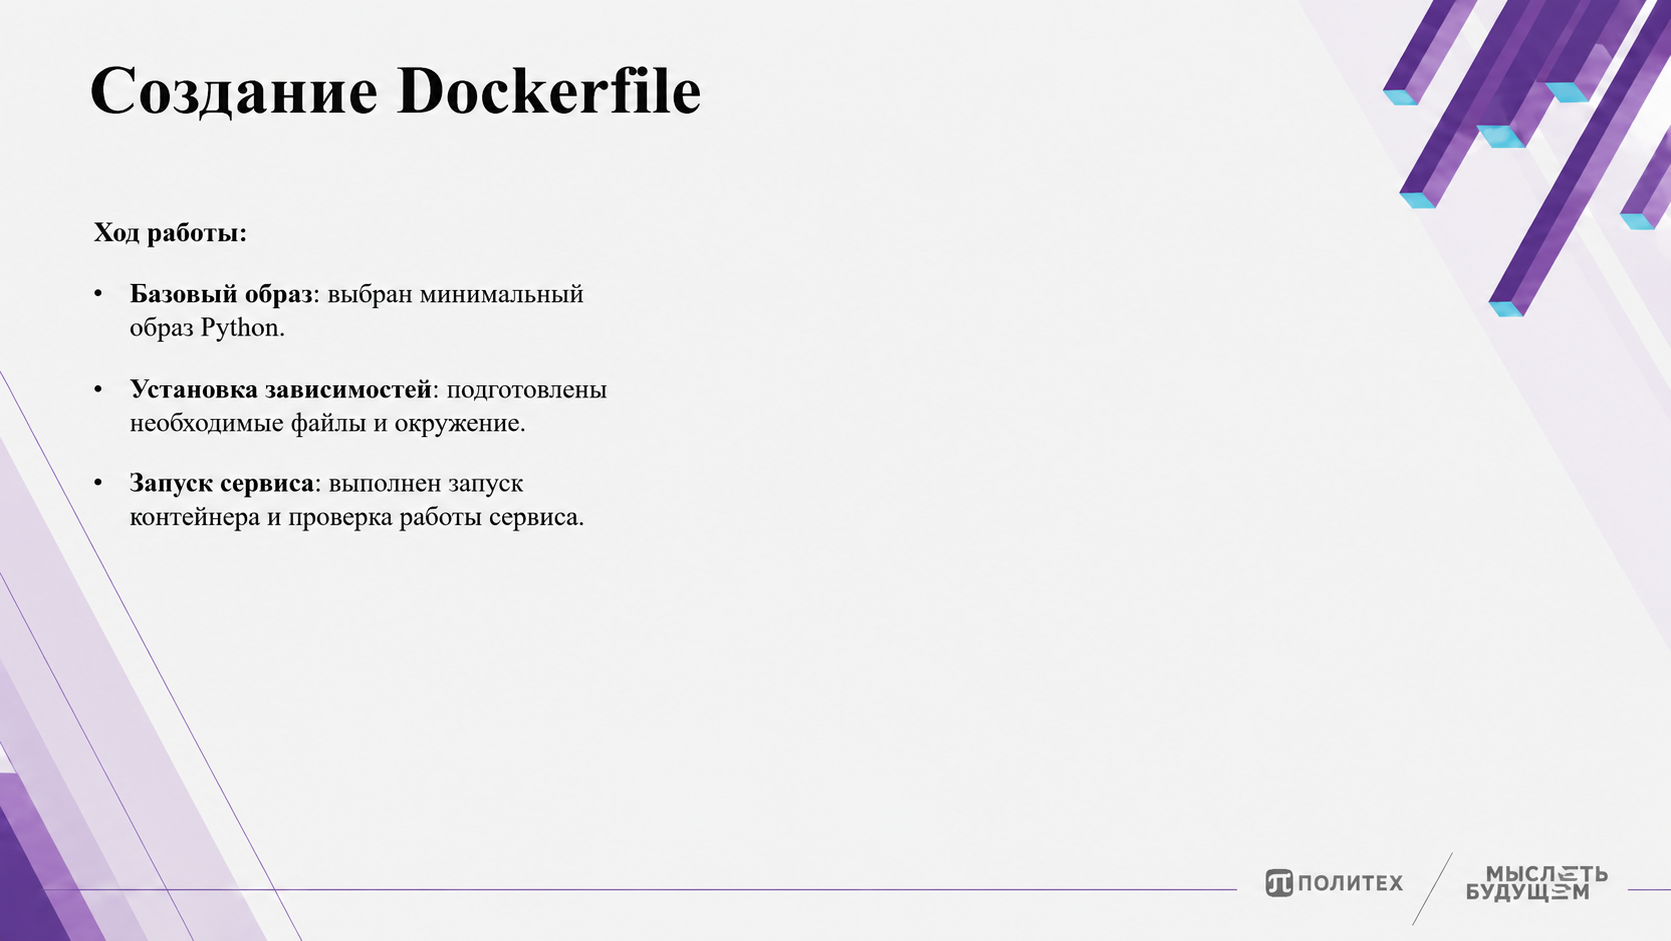 Создание Dockerfile
Ход работы:
• Базовый образ: выбран минимальный
образ Python.
• Установка зависимостей: подготовлены
необходимые файлы и окружение.
• Запуск сервиса: выполнен запуск
контейнера и проверка работы сервиса.
ПОЛИТЕХ
МЫСЛЕТЬ
БУДУЩЕМ